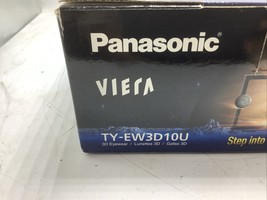 Panasonic
VIERA
TY-EW3D10U
3D Eyewear / Lunettes 3D / Gafas 3D
Step into